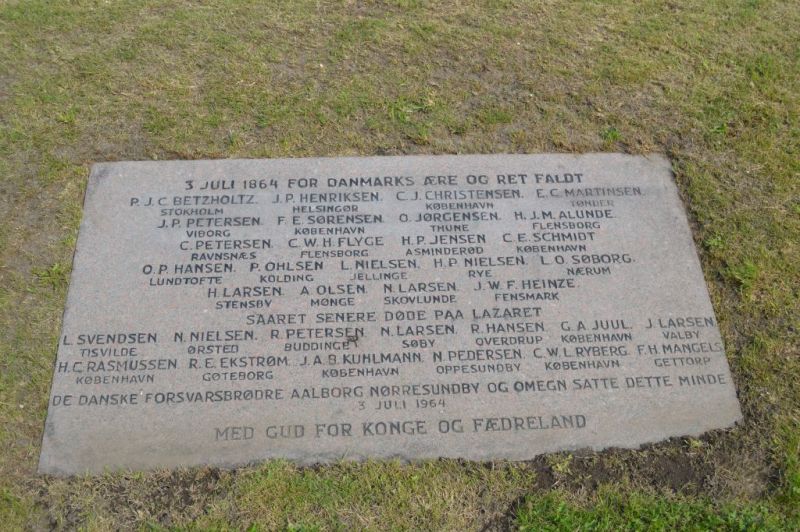 3 JULI 1864 FOR DANMARKS ÆRE OG RET FALDT
P.J.C. BETZHOLTZ. J.P. HENRIKSEN. C.J. CHRISTENSEN. E.C. MARTINSEN.
STOKHOLM HELSINGØR KØBENHAVN TØNDER
J.P. PETERSEN. F.E. SØRENSEN. O. JØRGENSEN. H.J.M. ALUNDE.
VIBORG KØBENHAVN THUNE FLENSBORG
C. PETERSEN. C.W.H. FLYGE H.P. JENSEN C.E. SCHMIDT
RAVNSNÆS FLENSBORG ASMINDERØD KØBENHAVN
O.P. HANSEN. P. OHLSEN L. NIELSEN. H.P. NIELSEN. L.O. SØBORG.
LUNDTOFTE KOLDING JELLINGE RYE NÆRUM
H. LARSEN. A. OLSEN. N. LARSEN. J.W.F. HEINZE.
STENSBY MØNGE SKOVLUNDE FENSMARK
SAARET SENERE DØDE PAA LAZARET
L. SVENDSEN N. NIELSEN. R. PETERSEN. N. LARSEN. R. HANSEN. G.A. JUUL. J. LARSEN
TISVILDE ØRSTED BUDDINGE SØBY OVERDRUP KØBENHAVN VALBY
H.C. RASMUSSEN R.E. EKSTRØM. J.A.B. KUHLMANN. N. PEDERSEN. C.W.L. RYBERG. F.H. MANGELS
KØBENHAVN GØTEBORG KØBENHAVN OPPESUNDBY KØBENHAVN GETTORP
DE DANSKE FORSVARSBRØDRE AALBORG NØRRESUNDBY OG OMEGN SATTE DETTE MINDE
3 JULI 1964
MED GUD FOR KONGE OG FÆDRELAND